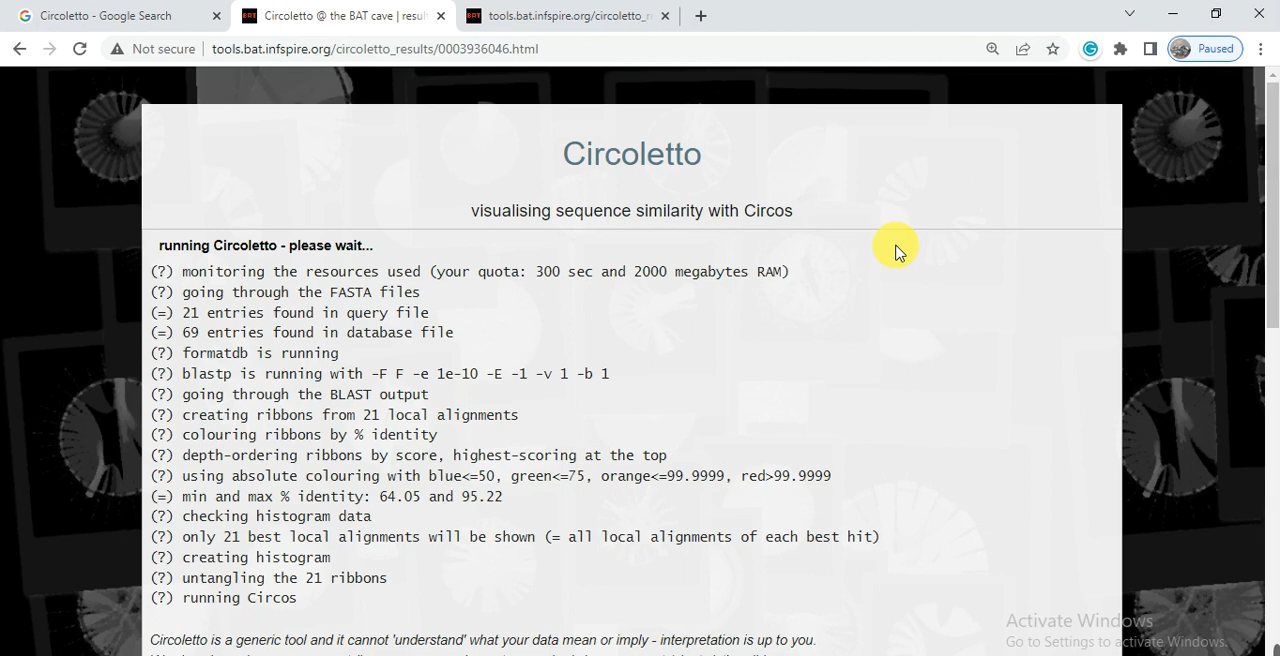 Circoletto - Google Search
Circoletto @ the BAT cave | resul
tools.bat.infspire.org/circoletto_r
Not secure
tools.bat.infspire.org/circoletto_results/0003936046.html
Paused
Circoletto
visualising sequence similarity with Circos
running Circoletto - please wait...
(?) monitoring the resources used (your quota: 300 sec and 2000 megabytes RAM)
(?) going through the FASTA files
(=) 21 entries found in query file
(=) 69 entries found in database file
(?) formatdb is running
(?) blastp is running with -F F -e 1e-10 -E -1 -v 1 -b 1
(?) going through the BLAST output
(?) creating ribbons from 21 local alignments
(?) colouring ribbons by % identity
(?) depth-ordering ribbons by score, highest-scoring at the top
(?) using absolute colouring with blue<=50, green<=75, orange<=99.9999, red>99.9999
(=) min and max % identity: 64.05 and 95.22
(?) checking histogram data
(?) only 21 best local alignments will be shown (= all local alignments of each best hit)
(?) creating histogram
(?) untangling the 21 ribbons
(?) running Circos
Circoletto is a generic tool and it cannot 'understand' what your data mean or imply - interpretation is up to you.
Activate Windows
Go to Settings to activate Windows.